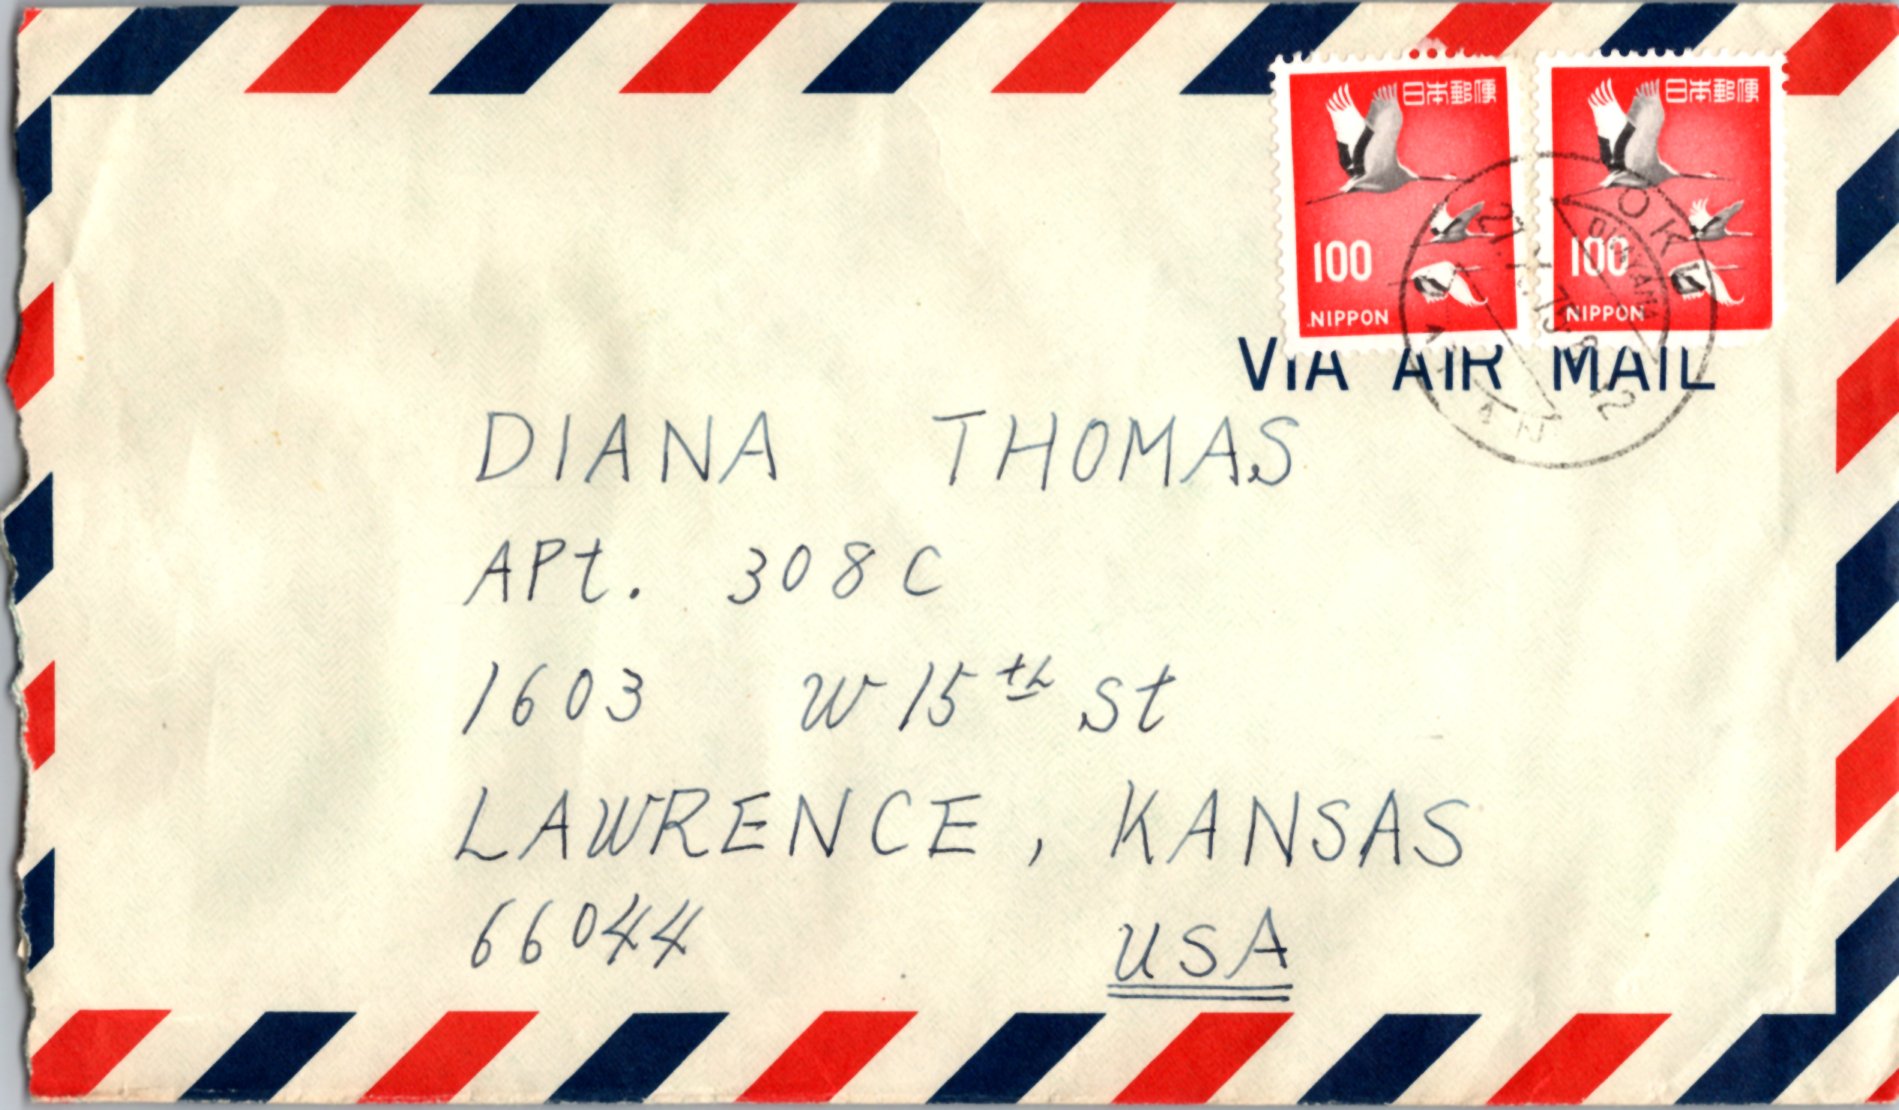 日本郵便
100
NIPPON
日本郵便
100
NIPPON
VIA AIR MAIL
DIANA THOMAS
APt. 308C
1603 W 15th St
LAWRENCE, KANSAS
66044 USA